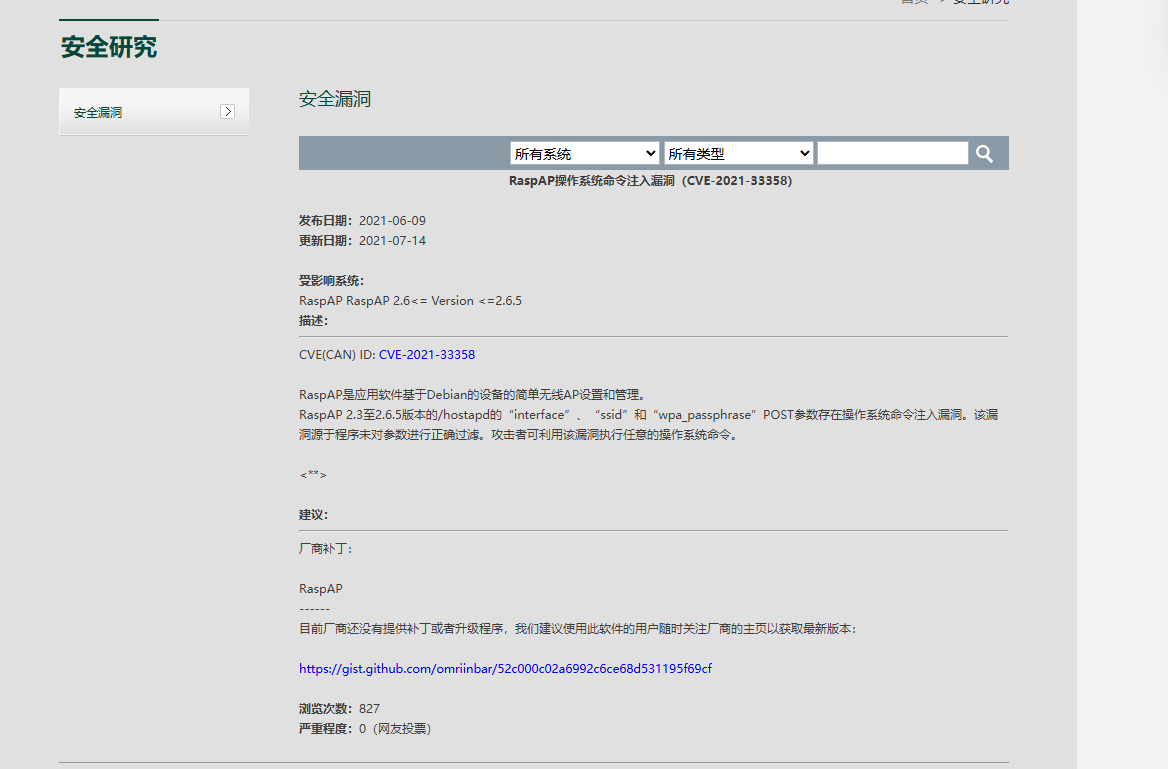 首页 -> 安全研究
安全研究
安全漏洞
安全漏洞
所有系统 所有类型
RaspAP操作系统命令注入漏洞（CVE-2021-33358）
发布日期：2021-06-09
更新日期：2021-07-14
受影响系统：
RaspAP RaspAP 2.6<= Version <=2.6.5
描述：
CVE(CAN) ID: CVE-2021-33358
RaspAP是应用软件基于Debian的设备的简单无线AP设置和管理。
RaspAP 2.3至2.6.5版本的/hostapd的“interface”、“ssid”和“wpa_passphrase”POST参数存在操作系统命令注入漏洞。该漏
洞源于程序未对参数进行正确过滤。攻击者可利用该漏洞执行任意的操作系统命令。
<**>
建议：
厂商补丁：
RaspAP
------
目前厂商还没有提供补丁或者升级程序，我们建议使用此软件的用户随时关注厂商的主页以获取最新版本：
https://gist.github.com/omriinbar/52c000c02a6992c6ce68d531195f69cf
浏览次数：827
严重程度：0（网友投票）